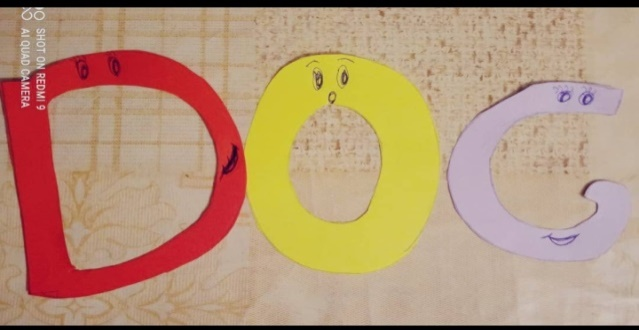 DOG
SHOT ON REDMI 9
AI QUAD CAMERA